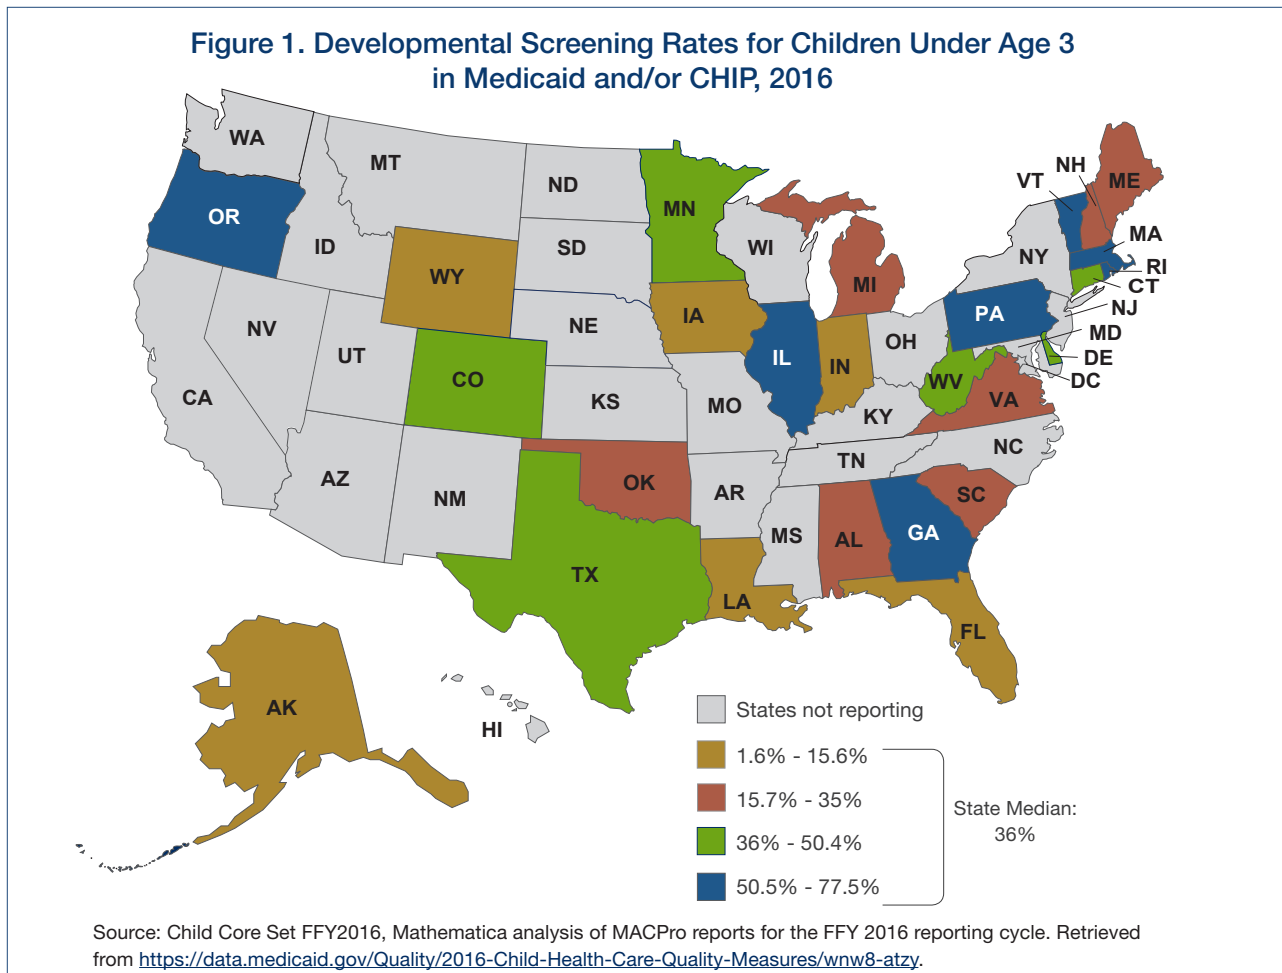 Figure 1. Developmental Screening Rates for Children Under Age 3
in Medicaid and/or CHIP, 2016
WA
MT
ND
MN
NH
ME
VT
OR
ID
SD
WI
MI
NY
MA
RI
CT
WY
NE
IA
PA
NJ
NV
UT
CO
IL
IN
OH
MD
DE
DC
CA
KS
MO
KY
WV
VA
AZ
NM
OK
AR
TN
NC
SC
TX
LA
MS
AL
GA
FL
AK
HI
States not reporting
1.6% - 15.6%
15.7% - 35%
36% - 50.4%
50.5% - 77.5%
State Median:
36%
Source: Child Core Set FFY2016, Mathematica analysis of MACPro reports for the FFY 2016 reporting cycle. Retrieved
from https://data.medicaid.gov/Quality/2016-Child-Health-Care-Quality-Measures/wnw8-atzy.